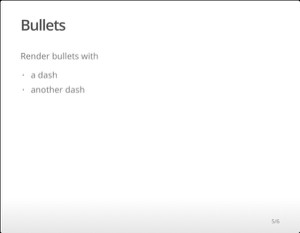 Bullets
Render bullets with
· a dash
· another dash
5/6